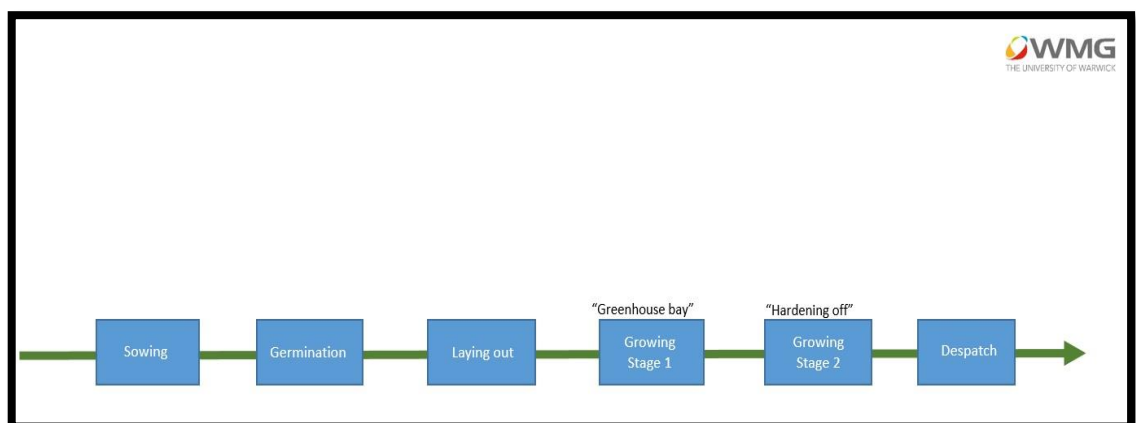 WMG
THE UNIVERSITY OF WARWICK
“Greenhouse bay”
“Hardening off”
Sowing
Germination
Laying out
Growing
Stage 1
Growing
Stage 2
Despatch